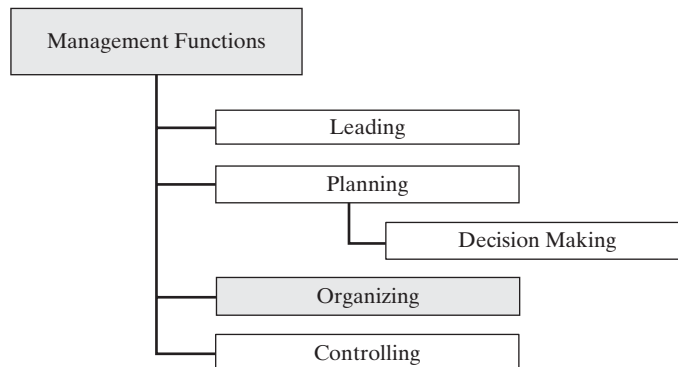 Management Functions
Leading
Planning
Decision Making
Organizing
Controlling